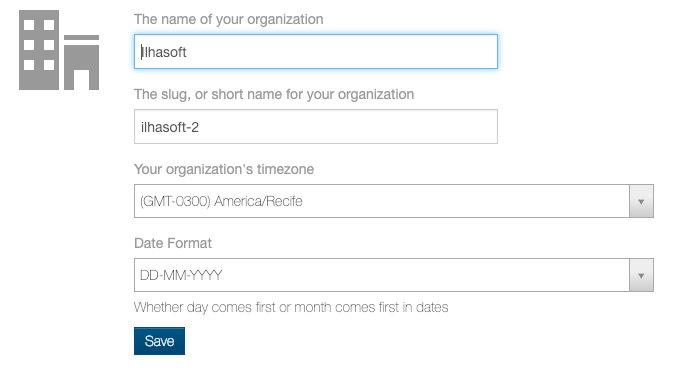 The name of your organization
Ilhasoft
The slug, or short name for your organization
ilhasoft-2
Your organization's timezone
(GMT-0300) America/Recife
Date Format
DD-MM-YYYY
Whether day comes first or month comes first in dates
Save